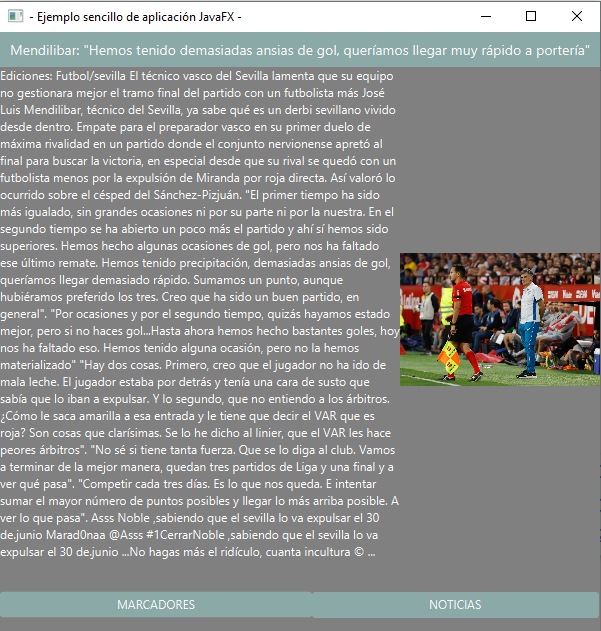 - Ejemplo sencillo de aplicación JavaFX -
Mendilibar: "Hemos tenido demasiadas ansias de gol, queríamos llegar muy rápido a portería"
Ediciones: Futbol/sevilla El técnico vasco del Sevilla lamenta que su equipo
no gestionara mejor el tramo final del partido con un futbolista más José
Luis Mendilibar, técnico del Sevilla, ya sabe qué es un derbi sevillano vivido
desde dentro. Empate para el preparador vasco en su primer duelo de
máxima rivalidad en un partido donde el conjunto nervionense apretó al
final para buscar la victoria, en especial desde que su rival se quedó con un
futbolista menos por la expulsión de Miranda por roja directa. Así valoró lo
ocurrido sobre el césped del Sánchez-Pizjuán. "El primer tiempo ha sido
más igualado, sin grandes ocasiones ni por su parte ni por la nuestra. En el
segundo tiempo se ha abierto un poco más el partido y ahí sí hemos sido
superiores. Hemos hecho algunas ocasiones de gol, pero nos ha faltado
ese último remate. Hemos tenido precipitación, demasiadas ansias de gol,
queríamos llegar demasiado rápido. Sumamos un punto, aunque
hubiéramos preferido los tres. Creo que ha sido un buen partido, en
general". "Por ocasiones y por el segundo tiempo, quizás hayamos estado
mejor, pero si no haces gol...Hasta ahora hemos hecho bastantes goles, hoy
nos ha faltado eso. Hemos tenido alguna ocasión, pero no la hemos
materializado" "Hay dos cosas. Primero, creo que el jugador no ha ido de
mala leche. El jugador estaba por detrás y tenía una cara de susto que
sabía que lo iban a expulsar. Y lo segundo, que no entiendo a los árbitros.
¿Cómo le saca amarilla a esa entrada y le tiene que decir el VAR que es
roja? Son cosas que clarísimas. Se lo he dicho al linier, que el VAR les hace
peores árbitros". "No sé si tiene tanta fuerza. Que se lo diga al club. Vamos
a terminar de la mejor manera, quedan tres partidos de Liga y una final y a
ver qué pasa". "Competir cada tres días. Es lo que nos queda. E intentar
sumar el mayor número de puntos posibles y llegar lo más arriba posible. A
ver lo que pasa". Asss Noble ,sabiendo que el sevilla lo va expulsar el 30
de.junio Marad0naa @Asss #1CerrarNoble ,sabiendo que el sevilla lo va
expulsar el 30 de.junio ...No hagas más el ridículo, cuanta incultura © ...
MARCADORES
NOTICIAS